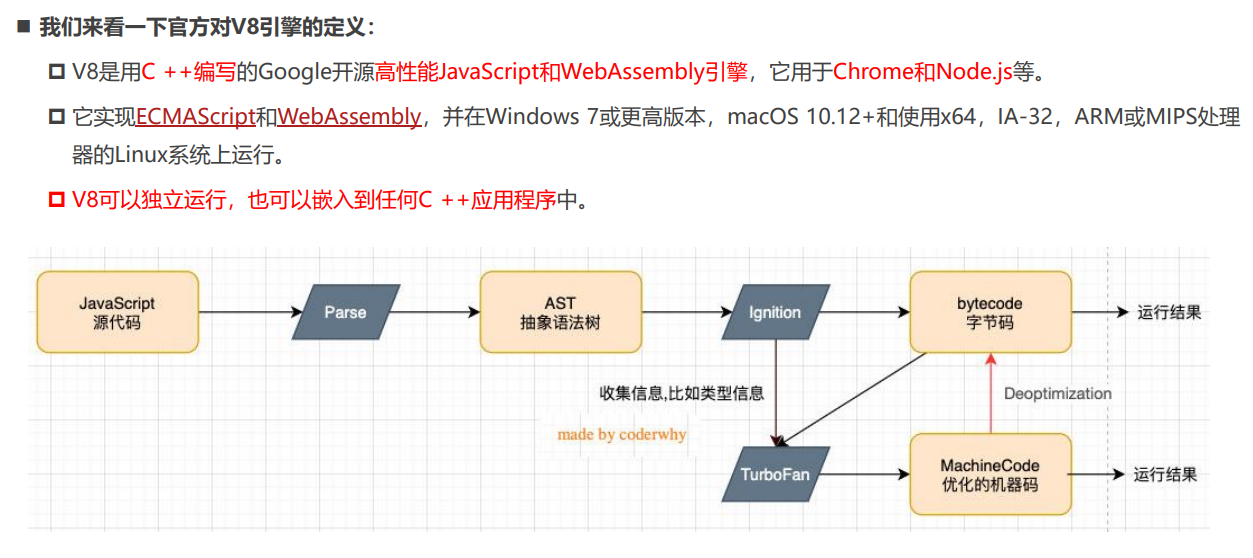 我们来看一下官方对V8引擎的定义：
V8是用C ++编写的Google开源高性能JavaScript和WebAssembly引擎，它用于Chrome和Node.js等。
它实现ECMAScript和WebAssembly，并在Windows 7或更高版本，macOS 10.12+和使用x64，IA-32，ARM或MIPS处理
器的Linux系统上运行。
V8可以独立运行，也可以嵌入到任何C ++应用程序中。
JavaScript
源代码
Parse
AST
抽象语法树
Ignition
bytecode
字节码
运行结果
收集信息,比如类型信息
Deoptimization
made by coderwhy
TurboFan
MachineCode
优化的机器码
运行结果